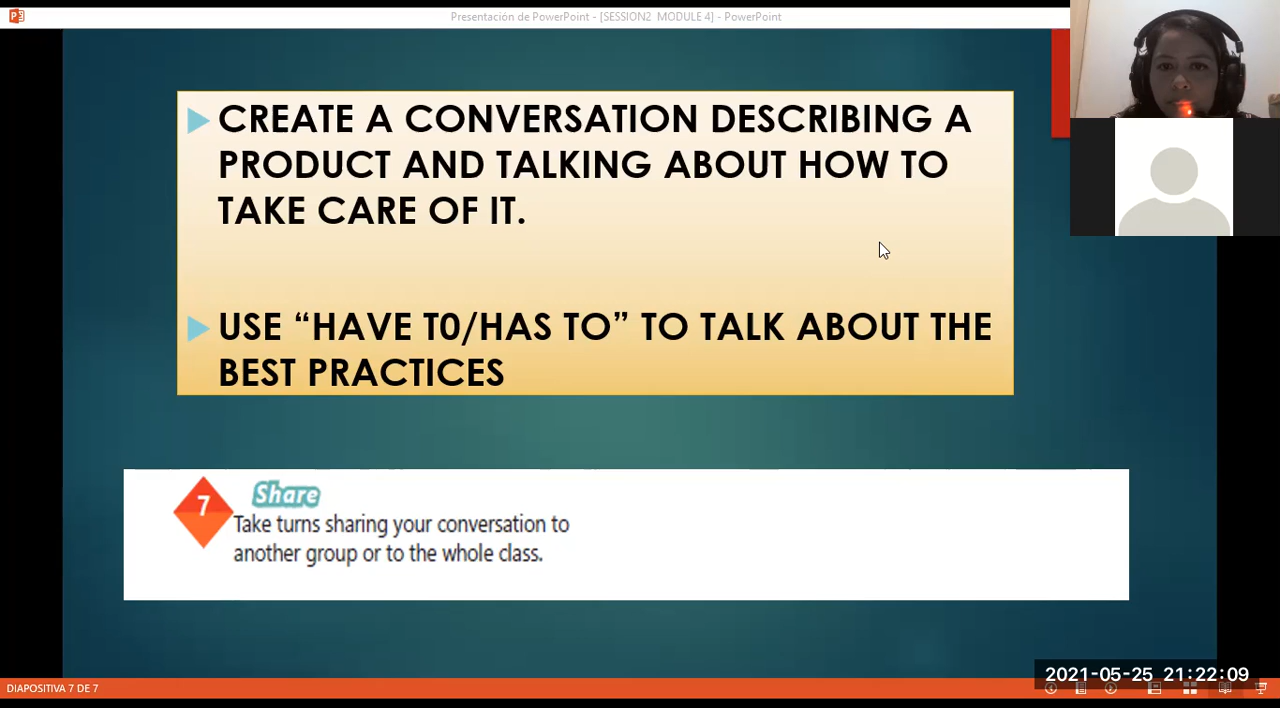 Presentación de PowerPoint - [SESSION2 MODULE 4] - PowerPoint
CREATE A CONVERSATION DESCRIBING A
PRODUCT AND TALKING ABOUT HOW TO
TAKE CARE OF IT.
USE “HAVE T0/HAS TO” TO TALK ABOUT THE
BEST PRACTICES
7
Share
Take turns sharing your conversation to
another group or to the whole class.
2021-05-25 21:22:09
DIAPOSITIVA 7 DE 7